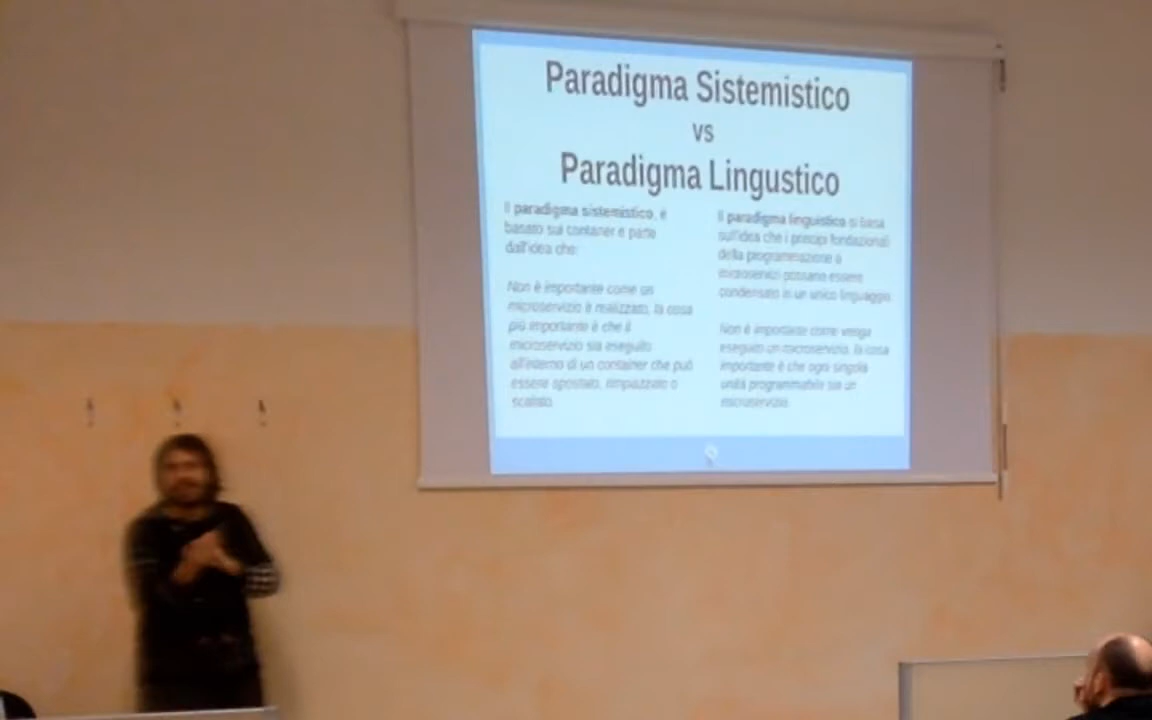 Paradigma Sistemistico
vs
Paradigma Lingustico
Il paradigma sistemistico, è
basato sui container e parte
dall'idea che:
Non è importante come un
microservizio è realizzato, la cosa
più importante è che il
microservizio sia eseguito
all'interno di un container che può
essere spostato, rimpiazzato o
scalato.
Il paradigma linguistico si basa
sull'idea che i principi fondazionali
della programmazione a
microservizi possano essere
condensato in un unico linguaggio.
Non è importante come venga
eseguito un microservizio, la cosa
importante è che ogni singola
unità programmabile sia un
microservizio.